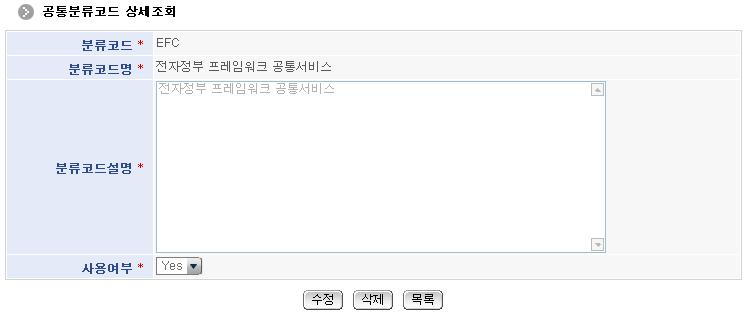 공통분류코드 상세조회
분류코드 * EFC
분류코드명 * 전자정부 프레임워크 공통서비스
전자정부 프레임워크 공통서비스
분류코드설명 *
사용여부 * Yes
수정 삭제 목록